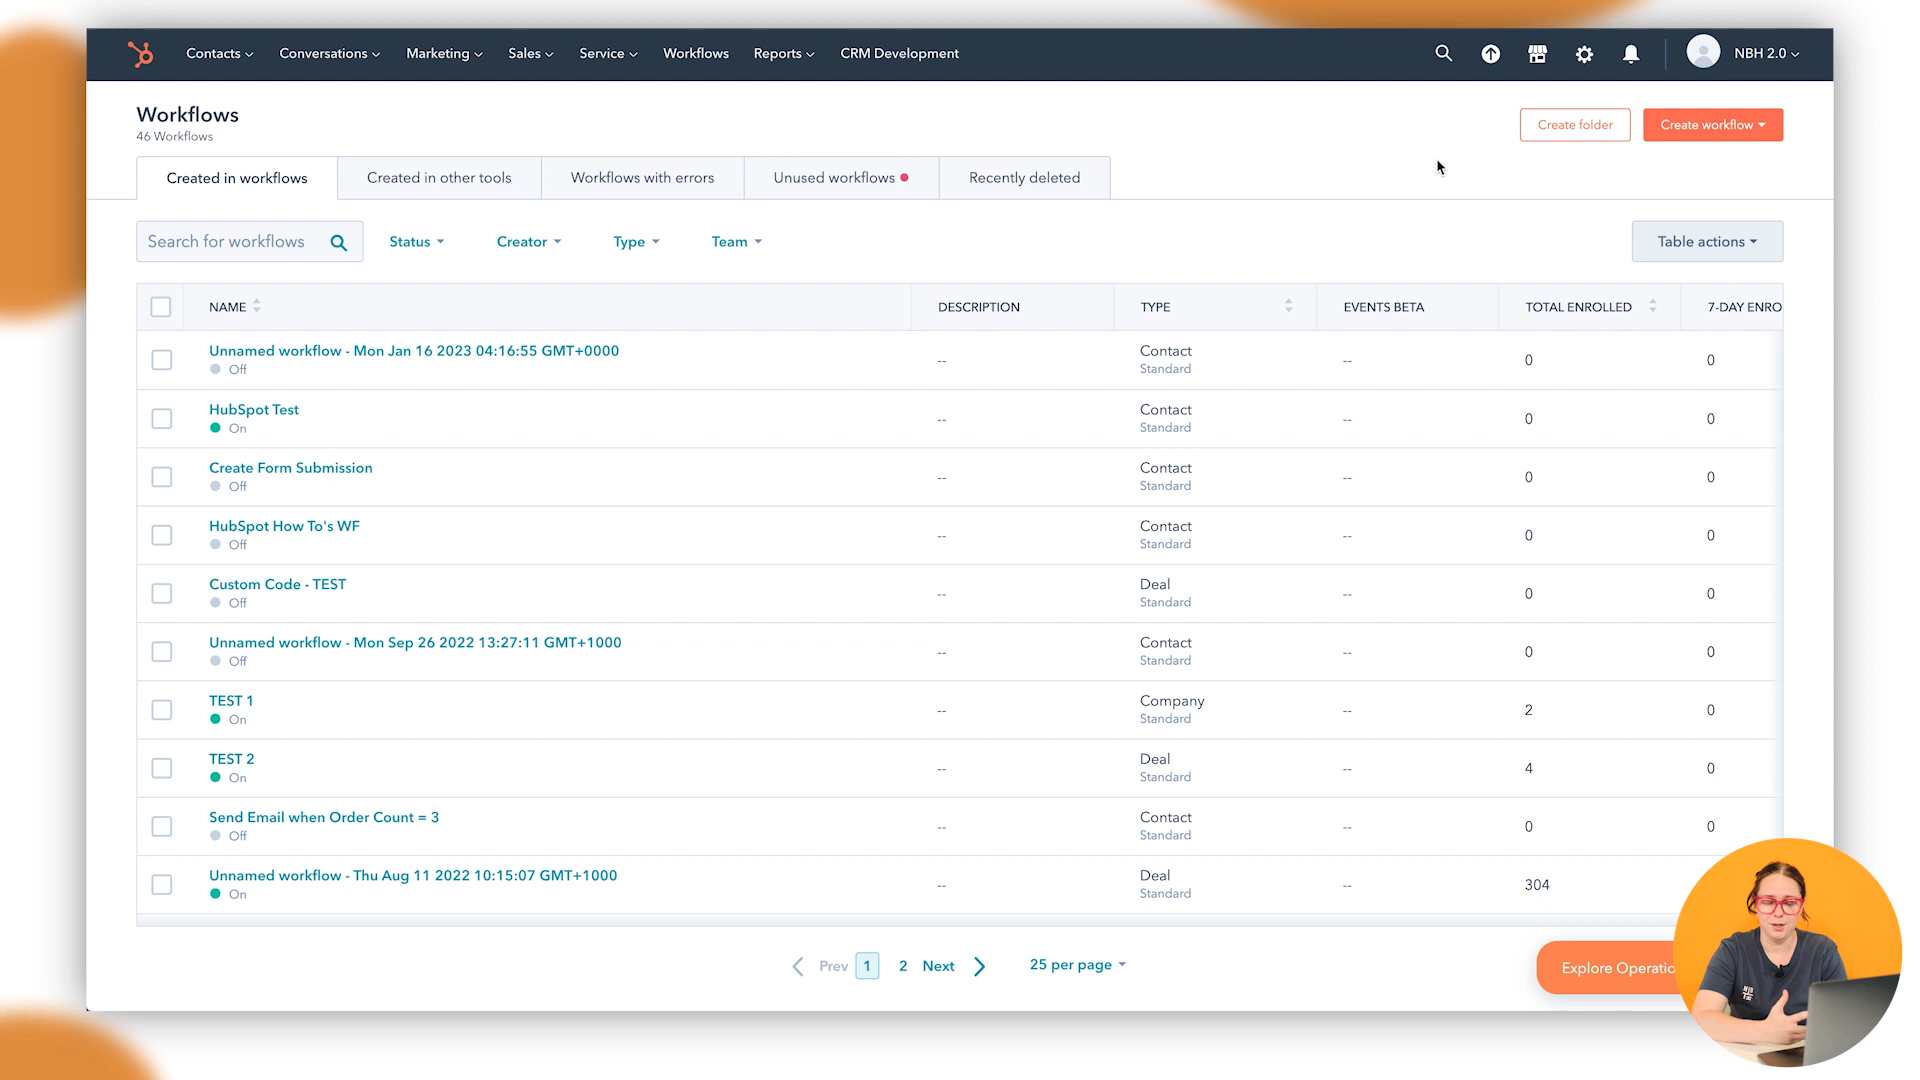 Contacts
Conversations
Marketing
Sales
Service
Workflows
Reports
CRM Development
NBH 2.0
Workflows
46 Workflows
Create folder
Create workflow
Created in workflows
Created in other tools
Workflows with errors
Unused workflows
Recently deleted
Search for workflows
Status
Creator
Type
Team
Table actions
NAME DESCRIPTION TYPE EVENTS BETA TOTAL ENROLLED 7-DAY ENRO
Unnamed workflow - Mon Jan 16 2023 04:16:55 GMT+0000
Off
--
Contact
Standard
--
0
0
HubSpot Test
On
--
Contact
Standard
--
0
0
Create Form Submission
Off
--
Contact
Standard
--
0
0
HubSpot How To's WF
Off
--
Contact
Standard
--
0
0
Custom Code - TEST
Off
--
Deal
Standard
--
0
0
Unnamed workflow - Mon Sep 26 2022 13:27:11 GMT+1000
Off
--
Contact
Standard
--
0
0
TEST 1
On
--
Company
Standard
--
2
0
TEST 2
On
--
Deal
Standard
--
4
0
Send Email when Order Count = 3
Off
--
Contact
Standard
--
0
0
Unnamed workflow - Thu Aug 11 2022 10:15:07 GMT+1000
On
--
Deal
Standard
--
304
Prev 1 2 Next
25 per page
Explore Operatio